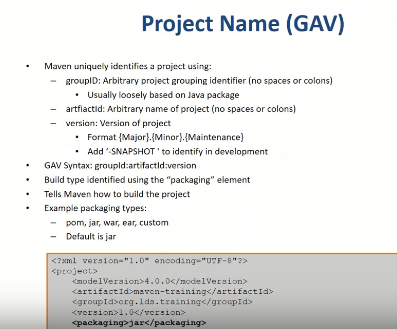 Project Name (GAV)
• Maven uniquely identifies a project using:
– groupID: Arbitrary project grouping identifier (no spaces or colons)
• Usually loosely based on Java package
– artfiactId: Arbitrary name of project (no spaces or colons)
– version: Version of project
• Format {Major}.{Minor}.{Maintenance}
• Add '-SNAPSHOT ' to identify in development
• GAV Syntax: groupId:artifactId:version
• Build type identified using the "packaging" element
• Tells Maven how to build the project
• Example packaging types:
– pom, jar, war, ear, custom
– Default is jar
<?xml version="1.0" encoding="UTF-8"?>
<project>
<modelVersion>4.0.0</modelVersion>
<artifactId>maven-training</artifactId>
<groupId>org.lds.training</groupId>
<version>1.0</version>
<packaging>jar</packaging>